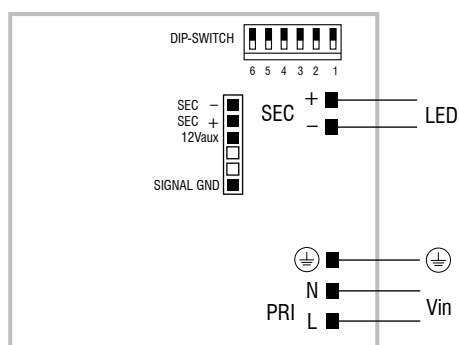 DIP-SWITCH
6 5 4 3 2 1
SEC −
SEC +
12Vaux
SIGNAL GND
SEC + −
LED
PRI N L
Vin